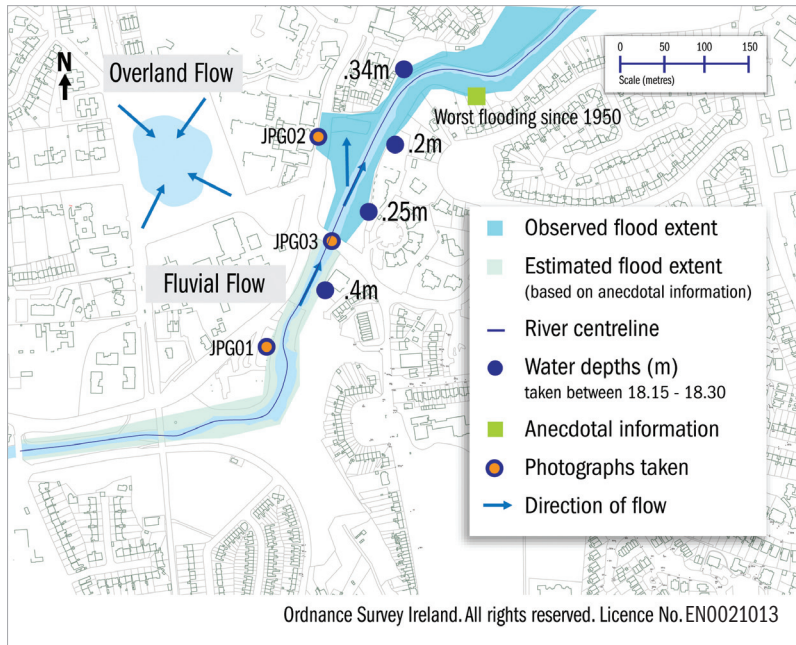 N
Overland Flow
.34m
0 50 100 150
Scale (metres)
Worst flooding since 1950
JPG02
.2m
.25m
JPG03
Fluvial Flow
.4m
JPG01
Observed flood extent
Estimated flood extent
(based on anecdotal information)
River centreline
Water depths (m)
taken between 18.15 - 18.30
Anecdotal information
Photographs taken
Direction of flow
Ordnance Survey Ireland. All rights reserved. Licence No. EN0021013